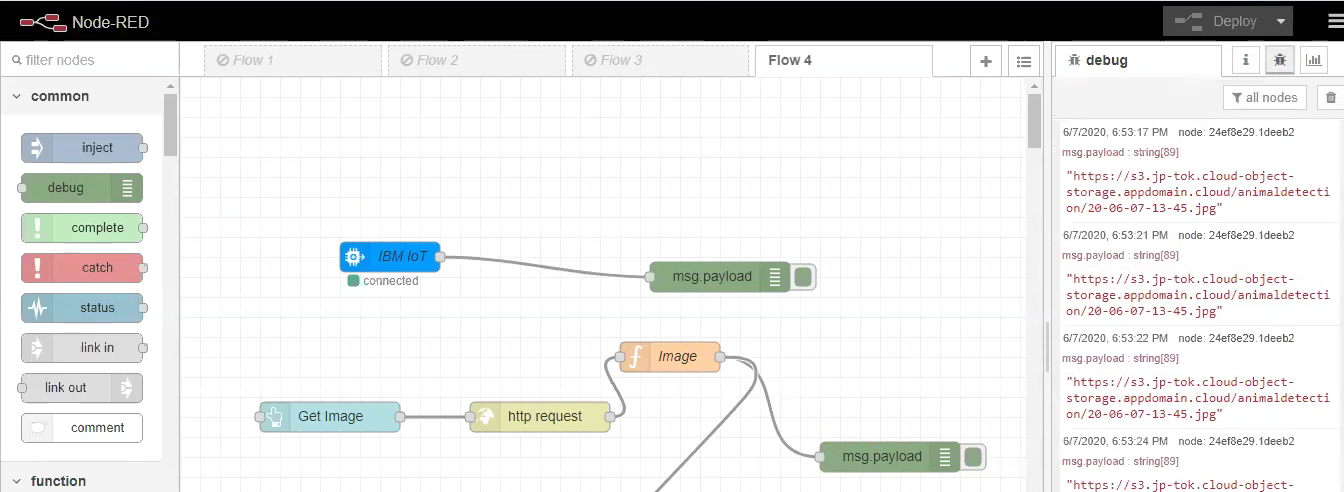 Node-RED
Deploy
filter nodes
Flow 1
Flow 2
Flow 3
Flow 4
debug
i
common
all nodes
inject
debug
complete
catch
status
link in
link out
comment
function
IBM IoT
connected
msg.payload
Image
Get Image
http request
msg.payload
6/7/2020, 6:53:17 PM node: 24ef8e29.1deeb2
msg.payload : string[89]
"https://s3.jp-tok.cloud-object-
storage.appdomain.cloud/animaldetecti
on/20-06-07-13-45.jpg"
6/7/2020, 6:53:21 PM node: 24ef8e29.1deeb2
msg.payload : string[89]
"https://s3.jp-tok.cloud-object-
storage.appdomain.cloud/animaldetecti
on/20-06-07-13-45.jpg"
6/7/2020, 6:53:22 PM node: 24ef8e29.1deeb2
msg.payload : string[89]
"https://s3.jp-tok.cloud-object-
storage.appdomain.cloud/animaldetecti
on/20-06-07-13-45.jpg"
6/7/2020, 6:53:24 PM node: 24ef8e29.1deeb2
msg.payload : string[89]
"https://s3.jp-tok.cloud-object-